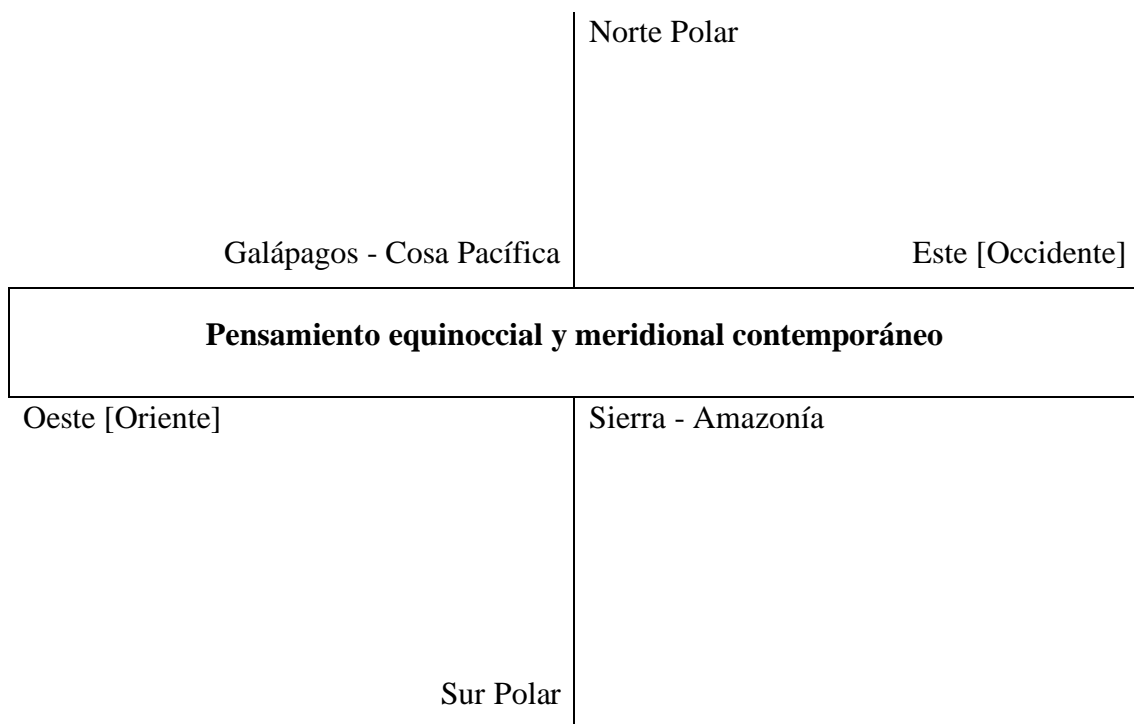 Norte Polar
Galápagos - Cosa Pacífica
Este [Occidente]
Pensamiento equinoccial y meridional contemporáneo
Oeste [Oriente]
Sierra - Amazonía
Sur Polar